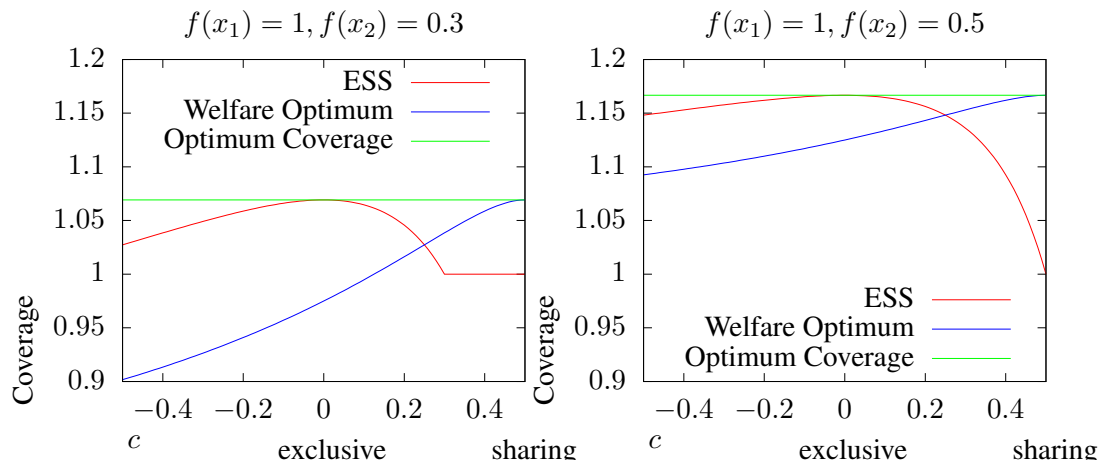 f(x₁) = 1, f(x₂) = 0.3
1.2
1.15
1.1
1.05
1
0.95
0.9
Coverage
ESS
Welfare Optimum
Optimum Coverage
−0.4 −0.2 0 0.2 0.4
c exclusive sharing
f(x₁) = 1, f(x₂) = 0.5
1.2
1.15
1.1
1.05
1
0.95
0.9
Coverage
ESS
Welfare Optimum
Optimum Coverage
−0.4 −0.2 0 0.2 0.4
c exclusive sharing